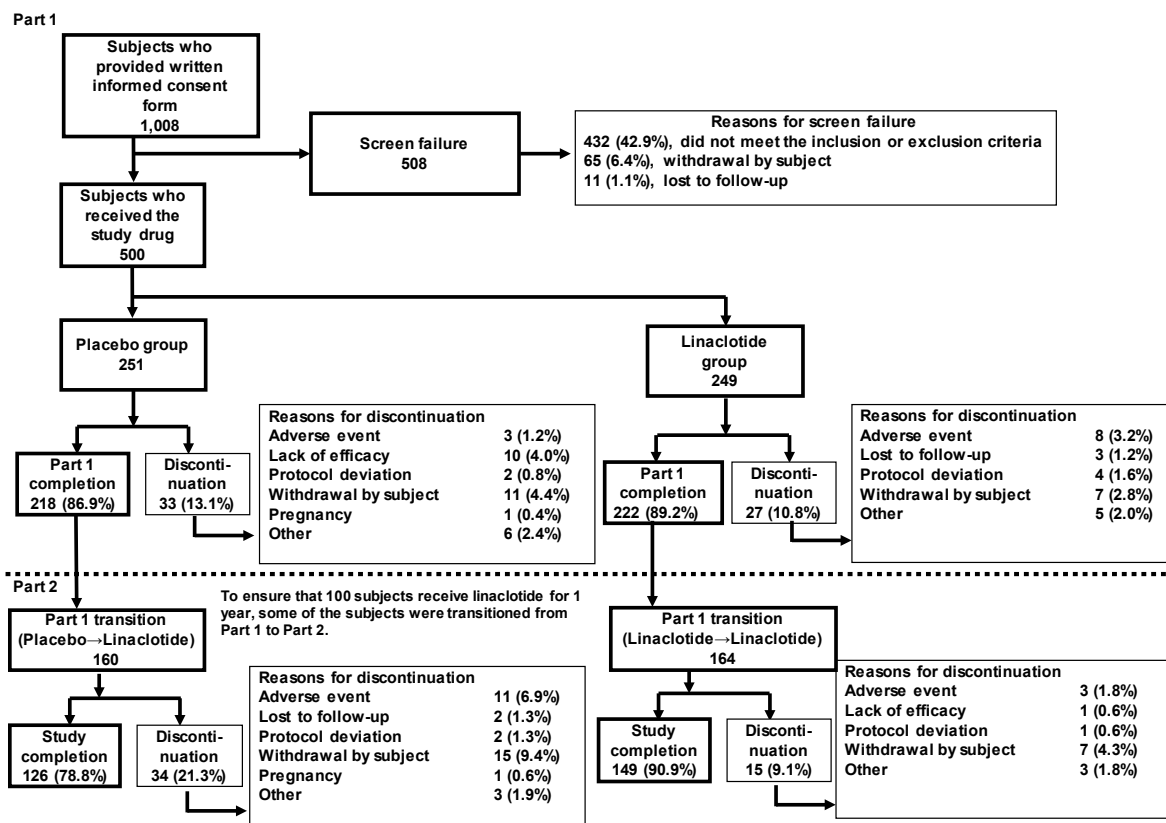 Part 1
Subjects who
provided written
informed consent
form
1,008
Screen failure
508
Reasons for screen failure
432 (42.9%), did not meet the inclusion or exclusion criteria
65 (6.4%), withdrawal by subject
11 (1.1%), lost to follow-up
Subjects who
received the
study drug
500
Placebo group
251
Linaclotide
group
249
Part 1
completion
218 (86.9%)
Disconti-
nuation
33 (13.1%)
Reasons for discontinuation
Adverse event 3 (1.2%)
Lack of efficacy 10 (4.0%)
Protocol deviation 2 (0.8%)
Withdrawal by subject 11 (4.4%)
Pregnancy 1 (0.4%)
Other 6 (2.4%)
Part 1
completion
222 (89.2%)
Disconti-
nuation
27 (10.8%)
Reasons for discontinuation
Adverse event 8 (3.2%)
Lost to follow-up 3 (1.2%)
Protocol deviation 4 (1.6%)
Withdrawal by subject 7 (2.8%)
Other 5 (2.0%)
Part 2
To ensure that 100 subjects receive linaclotide for 1
year, some of the subjects were transitioned from
Part 1 to Part 2.
Part 1 transition
(Placebo→Linaclotide)
160
Part 1 transition
(Linaclotide→Linaclotide)
164
Study
completion
126 (78.8%)
Disconti-
nuation
34 (21.3%)
Reasons for discontinuation
Adverse event 11 (6.9%)
Lost to follow-up 2 (1.3%)
Protocol deviation 2 (1.3%)
Withdrawal by subject 15 (9.4%)
Pregnancy 1 (0.6%)
Other 3 (1.9%)
Study
completion
149 (90.9%)
Disconti-
nuation
15 (9.1%)
Reasons for discontinuation
Adverse event 3 (1.8%)
Lack of efficacy 1 (0.6%)
Protocol deviation 1 (0.6%)
Withdrawal by subject 7 (4.3%)
Other 3 (1.8%)